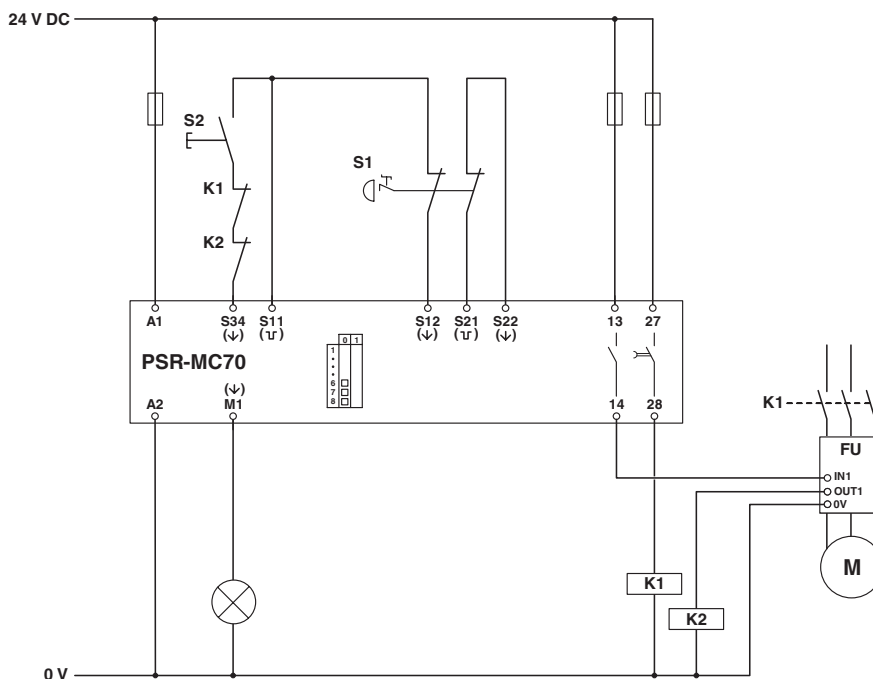 24 V DC
S2
S1
K1
K2
A1 S34 S11 S12 S21 S22 13 27
0 1
1
PSR-MC70
6
7
8
A2 M1 14 28
K1
FU
IN1
OUT1
0V
M
K1
K2
0 V